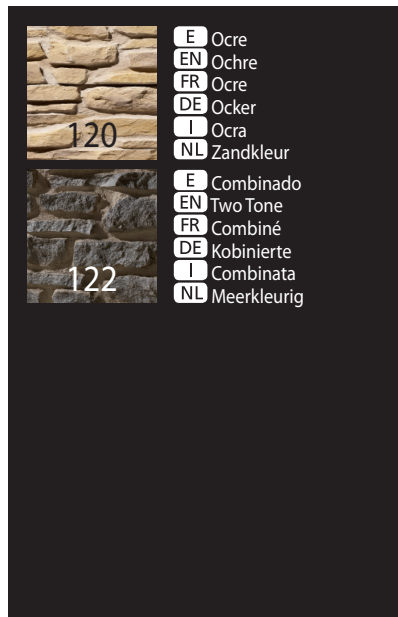 120
E Ocre
EN Ochre
FR Ocre
DE Ocker
I Ocra
NL Zandkleur
122
E Combinado
EN Two Tone
FR Combiné
DE Kobinierte
I Combinata
NL Meerkleurig